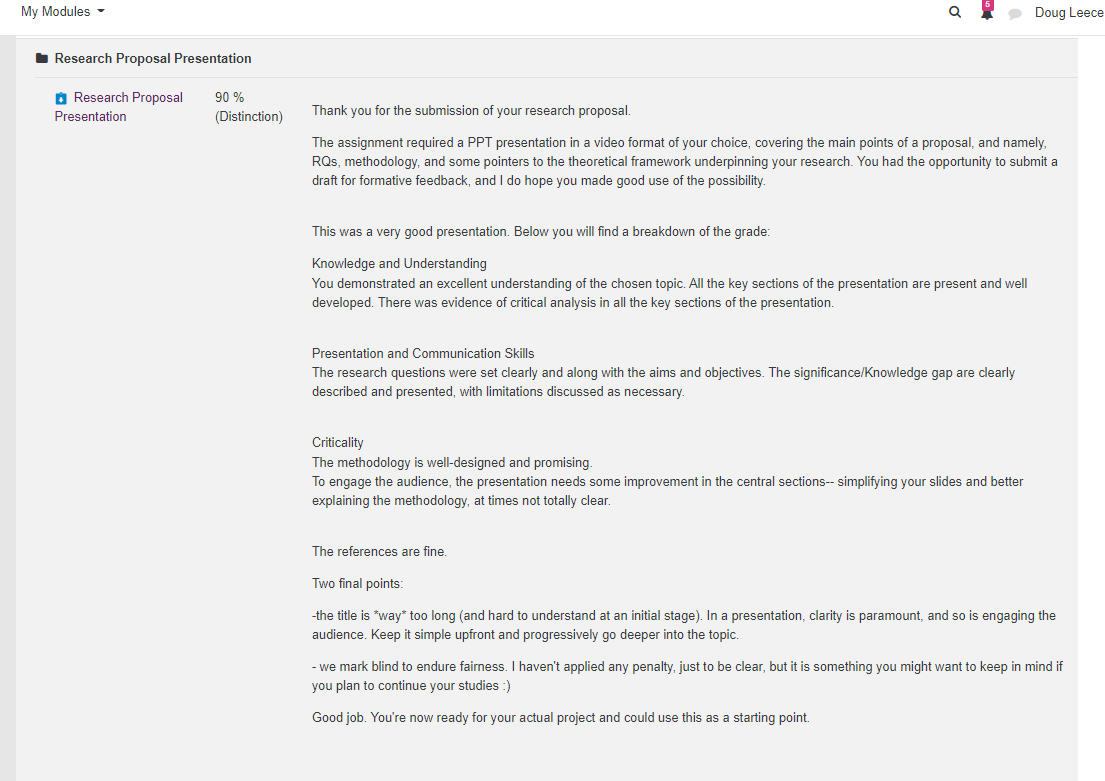 My Modules
5
Doug Leece
Research Proposal Presentation
Research Proposal
Presentation
90 %
(Distinction)
Thank you for the submission of your research proposal.
The assignment required a PPT presentation in a video format of your choice, covering the main points of a proposal, and namely,
RQs, methodology, and some pointers to the theoretical framework underpinning your research. You had the opportunity to submit a
draft for formative feedback, and I do hope you made good use of the possibility.
This was a very good presentation. Below you will find a breakdown of the grade:
Knowledge and Understanding
You demonstrated an excellent understanding of the chosen topic. All the key sections of the presentation are present and well
developed. There was evidence of critical analysis in all the key sections of the presentation.
Presentation and Communication Skills
The research questions were set clearly and along with the aims and objectives. The significance/Knowledge gap are clearly
described and presented, with limitations discussed as necessary.
Criticality
The methodology is well-designed and promising.
To engage the audience, the presentation needs some improvement in the central sections-- simplifying your slides and better
explaining the methodology, at times not totally clear.
The references are fine.
Two final points:
-the title is *way* too long (and hard to understand at an initial stage). In a presentation, clarity is paramount, and so is engaging the
audience. Keep it simple upfront and progressively go deeper into the topic.
- we mark blind to endure fairness. I haven't applied any penalty, just to be clear, but it is something you might want to keep in mind if
you plan to continue your studies :)
Good job. You're now ready for your actual project and could use this as a starting point.